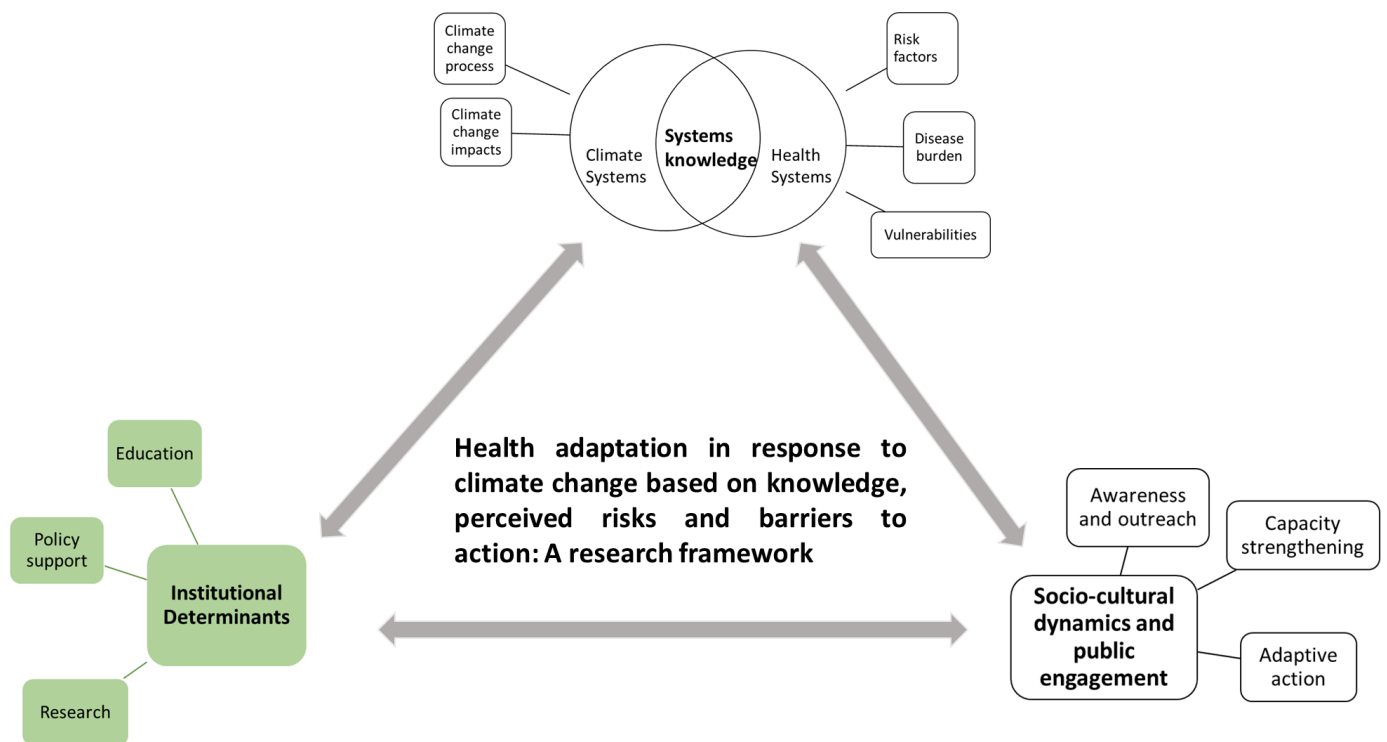 Climate
change
process
Climate
change
impacts
Climate
Systems
Systems
knowledge
Health
Systems
Risk
factors
Disease
burden
Vulnerabilities
Health adaptation in response to
climate change based on knowledge,
perceived risks and barriers to
action: A research framework
Education
Policy
support
Research
Institutional
Determinants
Awareness
and outreach
Capacity
strengthening
Socio-cultural
dynamics and
public
engagement
Adaptive
action